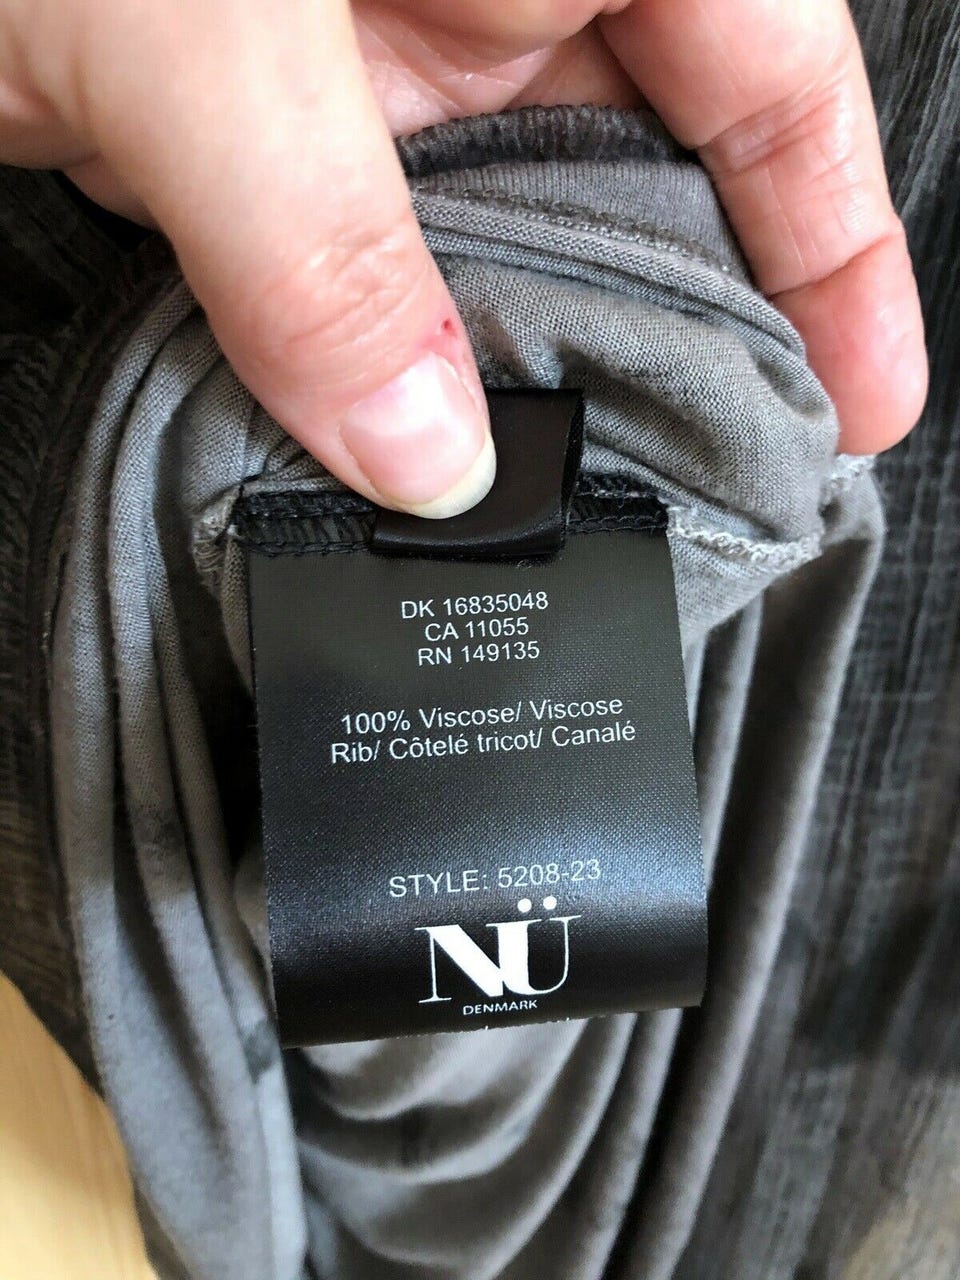 DK 16835048
CA 11055
RN 149135
100% Viscose/ Viscose
Rib/ Côtelé tricot/ Canalé
STYLE: 5208-23
NÜ
DENMARK